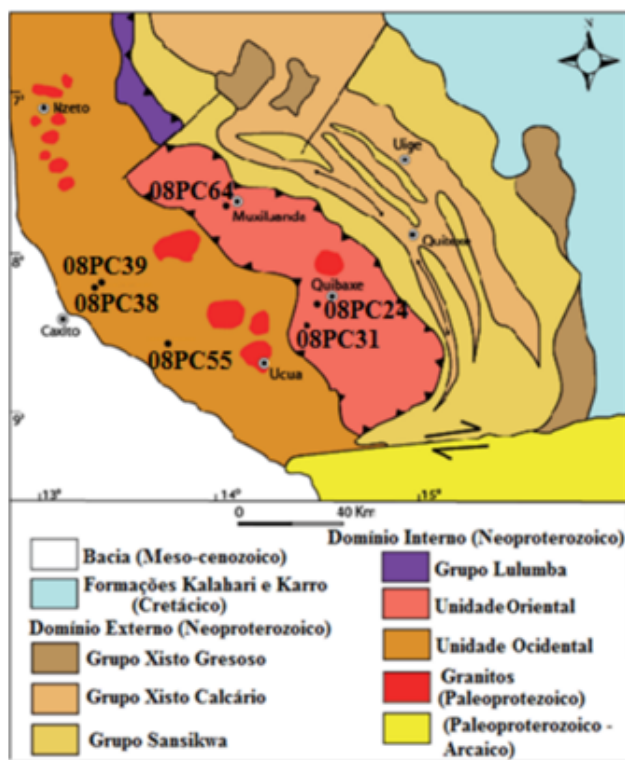 N
7°
Nzeto
Uige
08PC64
Muxiluando
Quitexe
8°
08PC39
Quibaxe
08PC38
08PC24
Caxito
08PC31
08PC55
Ucua
9°
13°
14°
15°
0 40 Km
Bacia (Meso-cenozoico)
Formações Kalahari e Karro
(Cretácico)
Domínio Externo (Neoproterozoico)
Grupo Xisto Gresoso
Grupo Xisto Calcário
Grupo Sansikwa
Domínio Interno (Neoproterozoico)
Grupo Lulumba
Unidade Oriental
Unidade Ocidental
Granitos
(Paleoprotezoico)
(Paleoproterozoico -
Arcaico)